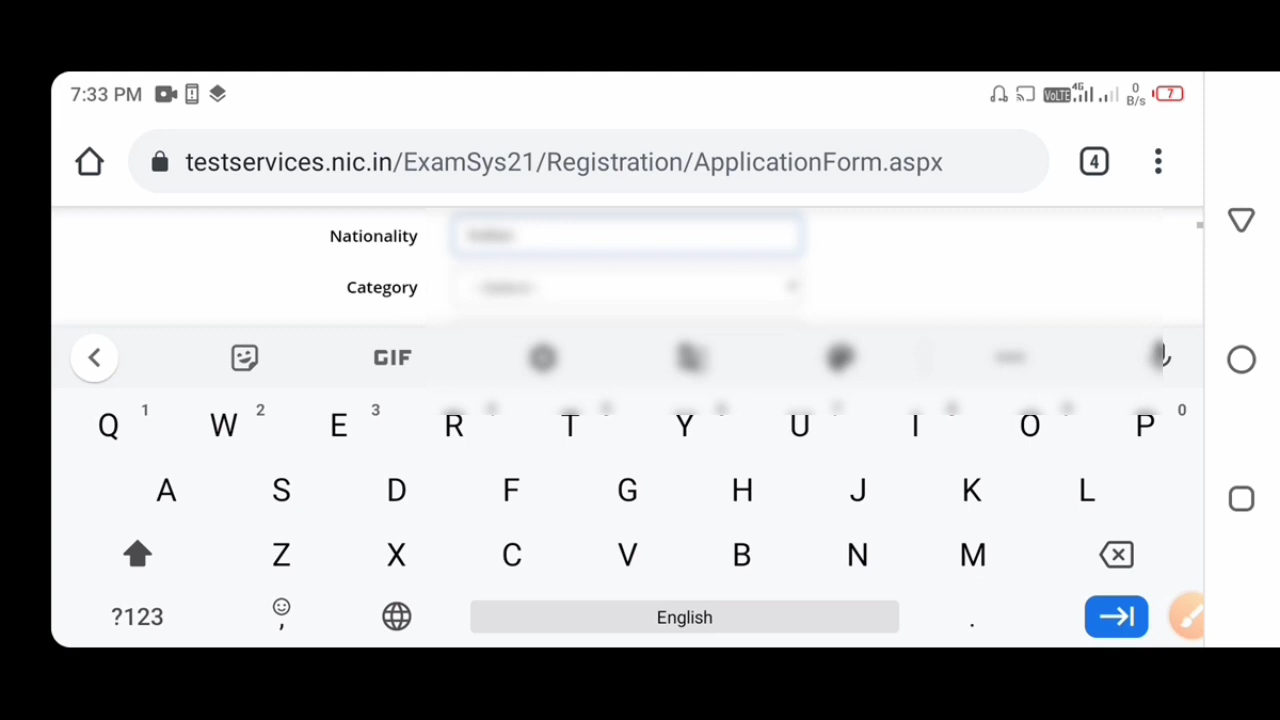 7:33 PM VoLTE 4G 0 B/s 7
testservices.nic.in/ExamSys21/Registration/ApplicationForm.aspx 4
Nationality
Category
GIF
Q 1 W 2 E 3 R T Y U I O P 0
A S D F G H J K L
Z X C V B N M
?123 , English .